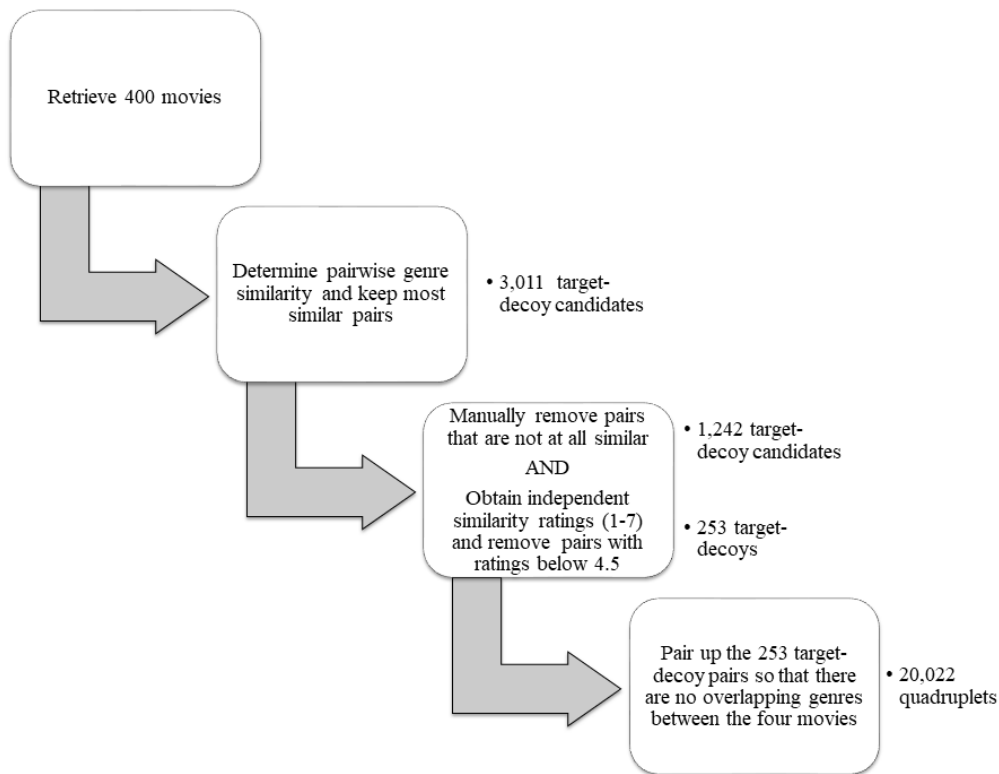 Retrieve 400 movies
Determine pairwise genre
similarity and keep most
similar pairs
• 3,011 target-
decoy candidates
Manually remove pairs
that are not at all similar
AND
Obtain independent
similarity ratings (1-7)
and remove pairs with
ratings below 4.5
• 1,242 target-
decoy candidates
• 253 target-
decoys
Pair up the 253 target-
decoy pairs so that there
are no overlapping genres
between the four movies
• 20,022
quadruplets